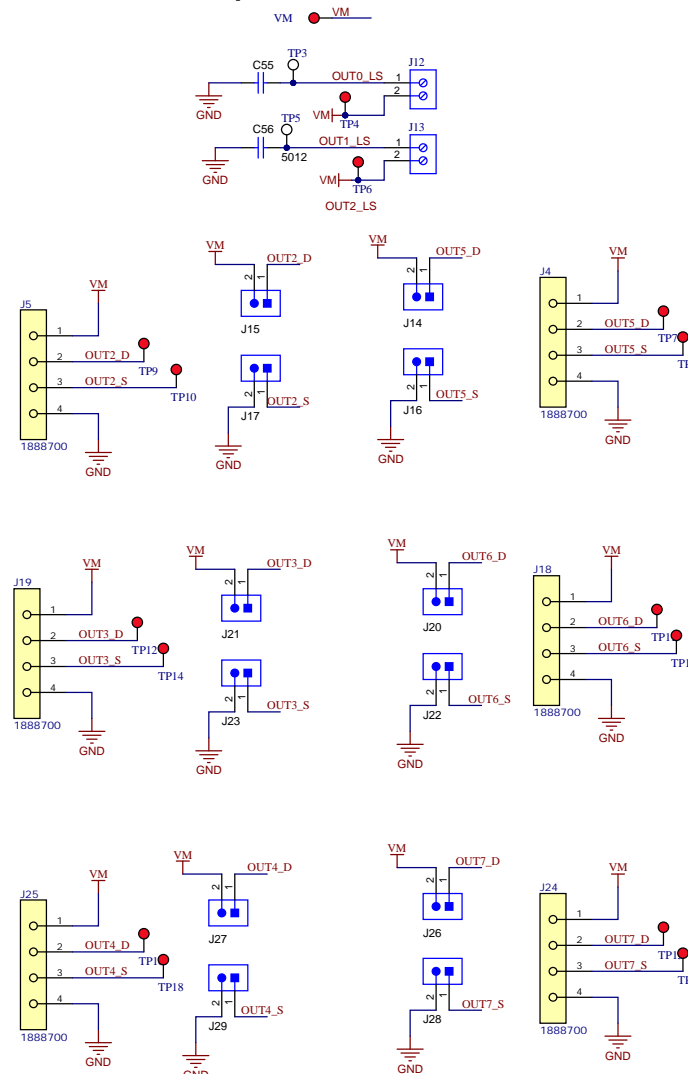 VM VM
C55 TP3 OUT0_LS 1 2 J12
GND VM TP4
C56 TP5 5012 OUT1_LS 1 2 J13
GND VM TP6
OUT2_LS
J5 VM
1
2 OUT2_D TP9
3 OUT2_S TP10
4
1888700 GND
VM OUT2_D 2 1 J15
J17 2 1 OUT2_S GND
VM OUT5_D 2 1 J14
J16 2 1 OUT5_S GND
J4 VM
1
2 OUT5_D TP7
3 OUT5_S
4
1888700 GND
J19 VM
1
2 OUT3_D TP12
3 OUT3_S TP14
4
1888700 GND
VM OUT3_D 2 1 J21
J23 2 1 OUT3_S GND
VM OUT6_D 2 1 J20
J22 2 1 OUT6_S GND
J18 VM
1
2 OUT6_D
3 OUT6_S
4
1888700 GND
J25 VM
1
2 OUT4_D
3 OUT4_S TP18
4
1888700 GND
VM OUT4_D 2 1 J27
J29 2 1 OUT4_S GND
VM OUT7_D 2 1 J26
J28 2 1 OUT7_S GND
J24 VM
1
2 OUT7_D
3 OUT7_S
4
1888700 GND